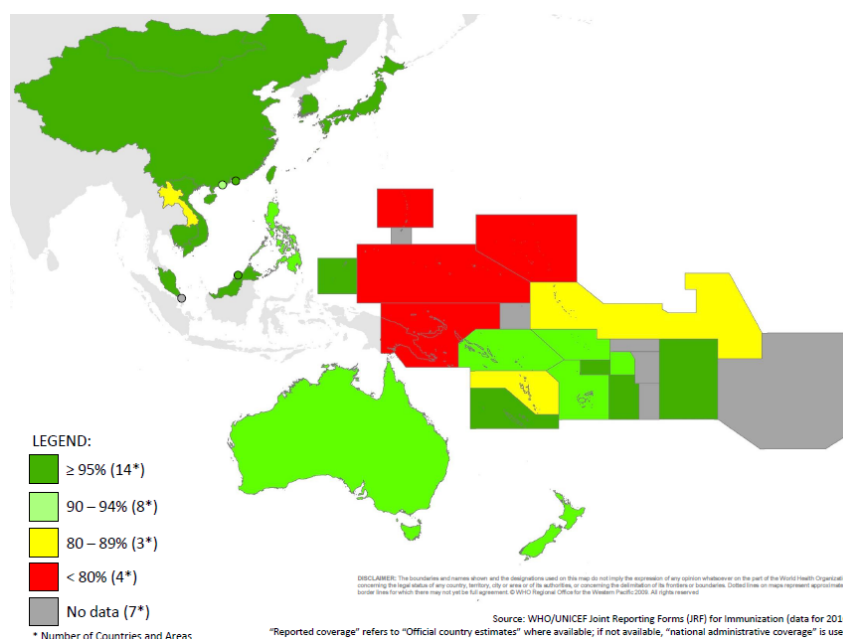 LEGEND:
≥ 95% (14*)
90 – 94% (8*)
80 – 89% (3*)
< 80% (4*)
No data (7*)
* Number of Countries and Areas
DISCLAIMER: The boundaries and names shown and the designations used on this map do not imply the expression of any opinion whatsoever on the part of the World Health Organizatio
concerning the legal status of any country, territory, city or area or of its authorities, or concerning the delimitation of its frontiers or boundaries. Dotted lines on maps represent approximate
border lines for which there may not yet be full agreement. © WHO Regional Office for the Western Pacific 2009. All rights reserved
Source: WHO/UNICEF Joint Reporting Forms (JRF) for Immunization (data for 201
"Reported coverage" refers to "Official country estimates" where available; if not available, "national administrative coverage" is use